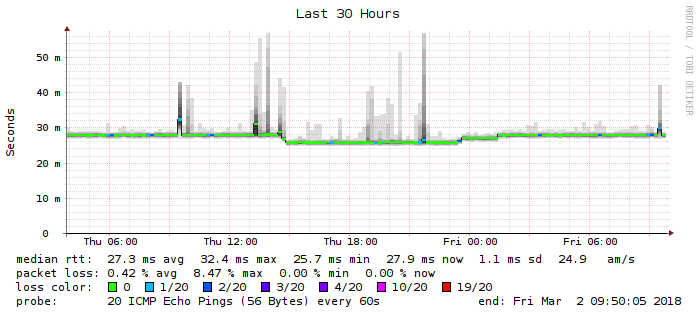 Last 30 Hours
RRDTOOL / TOBI OETIKER
Seconds
50 m
40 m
30 m
20 m
10 m
0
Thu 06:00 Thu 12:00 Thu 18:00 Fri 00:00 Fri 06:00
median rtt: 27.3 ms avg 32.4 ms max 25.7 ms min 27.9 ms now 1.1 ms sd 24.9 am/s
packet loss: 0.42 % avg 8.47 % max 0.00 % min 0.00 % now
loss color: 0 1/20 2/20 3/20 4/20 10/20 19/20
probe: 20 ICMP Echo Pings (56 Bytes) every 60s end: Fri Mar 2 09:50:05 2018